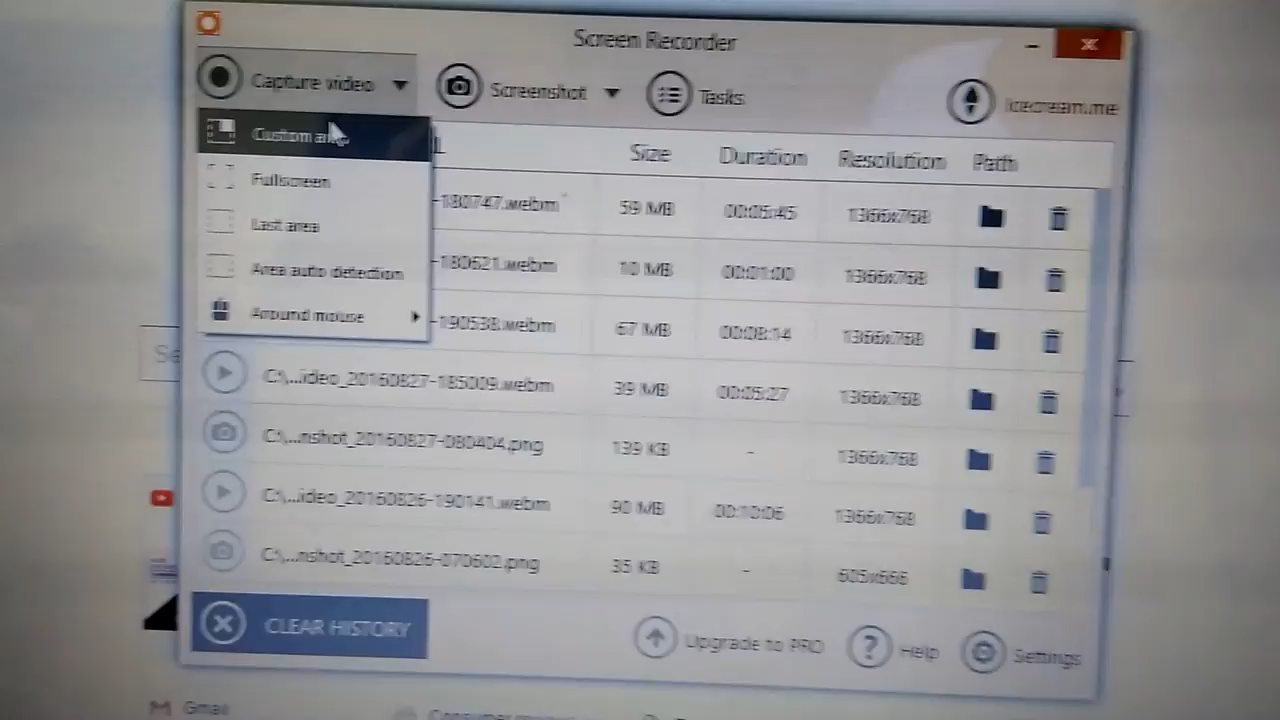 Screen Recorder
Capture video Screenshot Tasks Icecream.me
Custom area
Fullscreen
Last area
Area auto detection
Around mouse
Size Duration Resolution Path
-180747.webm 59 MB 00:05:45 1366x768
-180621.webm 10 MB 00:01:00 1366x768
-190538.webm 67 MB 00:08:14 1366x768
C:\...ideo_20160827-185009.webm 39 MB 00:05:27 1366x768
C:\...nshot_20160827-080404.png 139 KB - 1366x768
C:\...ideo_20160826-190141.webm 90 MB 00:10:06 1366x768
C:\...nshot_20160826-070602.png 35 KB - 605x666
CLEAR HISTORY Upgrade to PRO Help Settings
Gmail